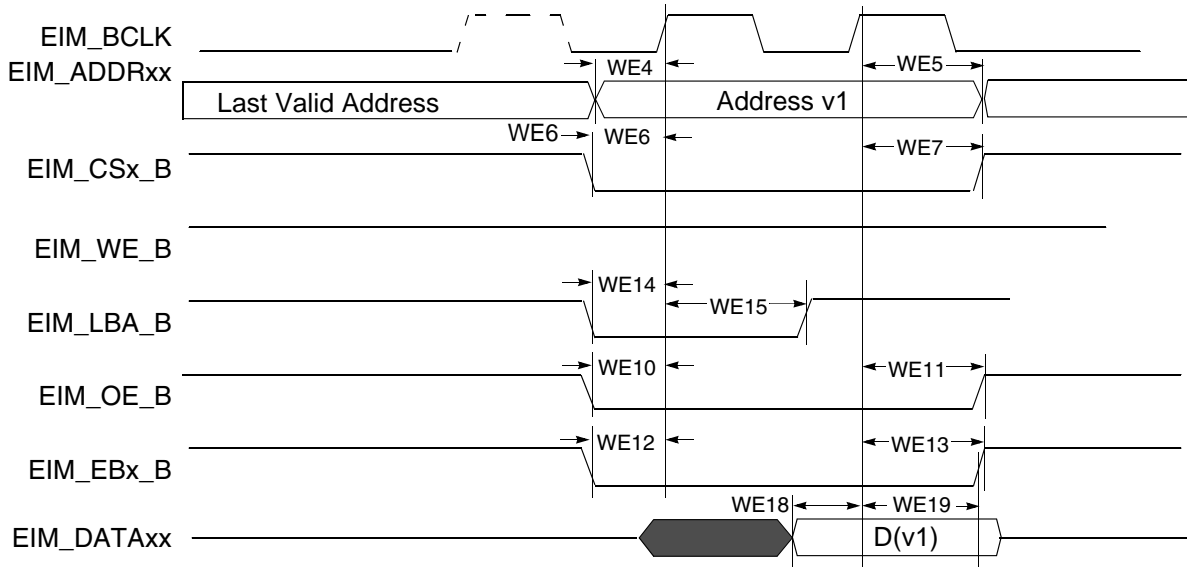 EIM_BCLK
EIM_ADDRxx
WE4
WE5
Last Valid Address
Address v1
WE6
WE6
WE7
EIM_CSx_B
EIM_WE_B
WE14
WE15
EIM_LBA_B
WE10
WE11
EIM_OE_B
WE12
WE13
EIM_EBx_B
WE18
WE19
EIM_DATAxx
D(v1)